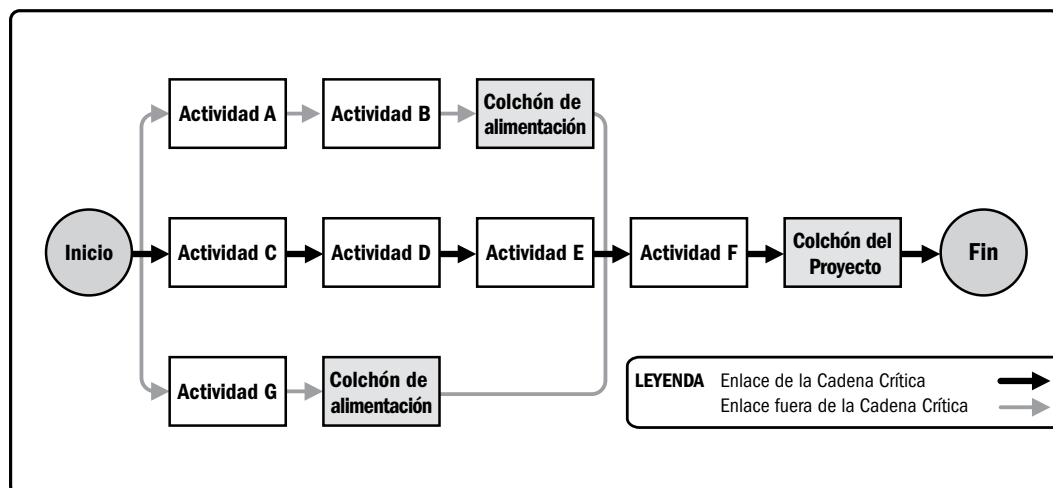 Actividad A
Actividad B
Colchón de
alimentación
Inicio
Actividad C
Actividad D
Actividad E
Actividad F
Colchón del
Proyecto
Fin
Actividad G
Colchón de
alimentación
LEYENDA Enlace de la Cadena Crítica
Enlace fuera de la Cadena Crítica